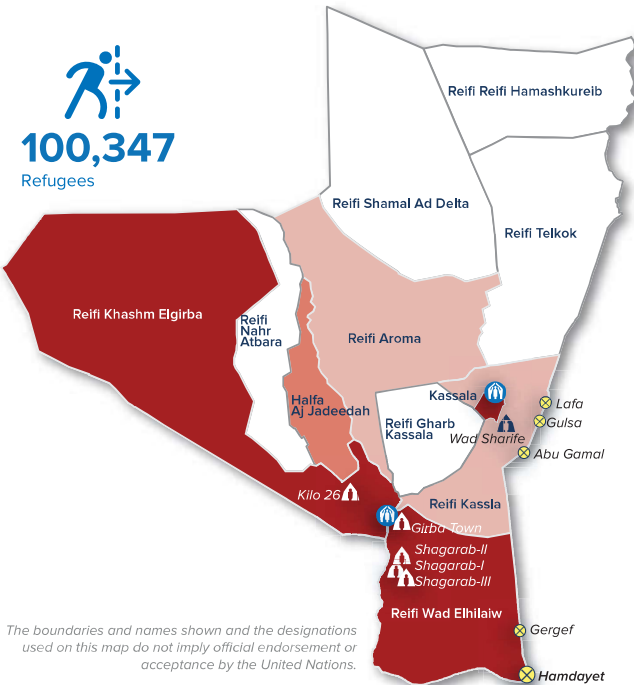 100,347
Refugees
Reifi Reifi Hamashkureib
Reifi Shamal Ad Delta
Reifi Telkok
Reifi Khashm Elgirba
Reifi
Nahr
Atbara
Reifi Aroma
Halfa
Aj Jadeedah
Kassala
Reifi Gharb
Kassala
Wad Sharife
Lafa
Gulsa
Abu Gamal
Kilo 26
Reifi Kassla
Girba Town
Shagarab-II
Shagarab-I
Shagarab-III
Reifi Wad Elhilaiw
Gergef
Hamdayet
The boundaries and names shown and the designations
used on this map do not imply official endorsement or
acceptance by the United Nations.